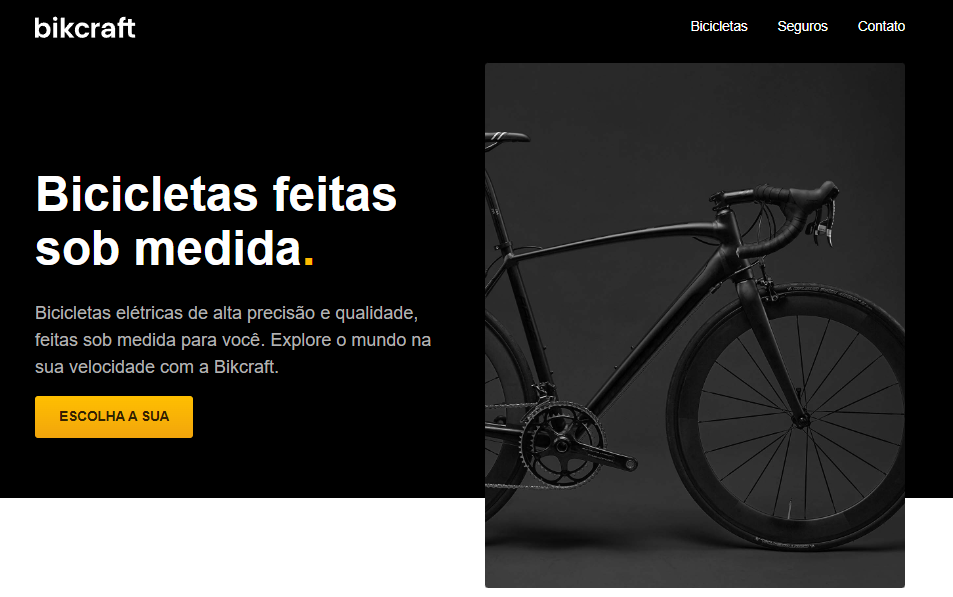 bikcraft
Bicicletas
Seguros
Contato
Bicicletas feitas
sob medida.
Bicicletas elétricas de alta precisão e qualidade,
feitas sob medida para você. Explore o mundo na
sua velocidade com a Bikcraft.
ESCOLHA A SUA